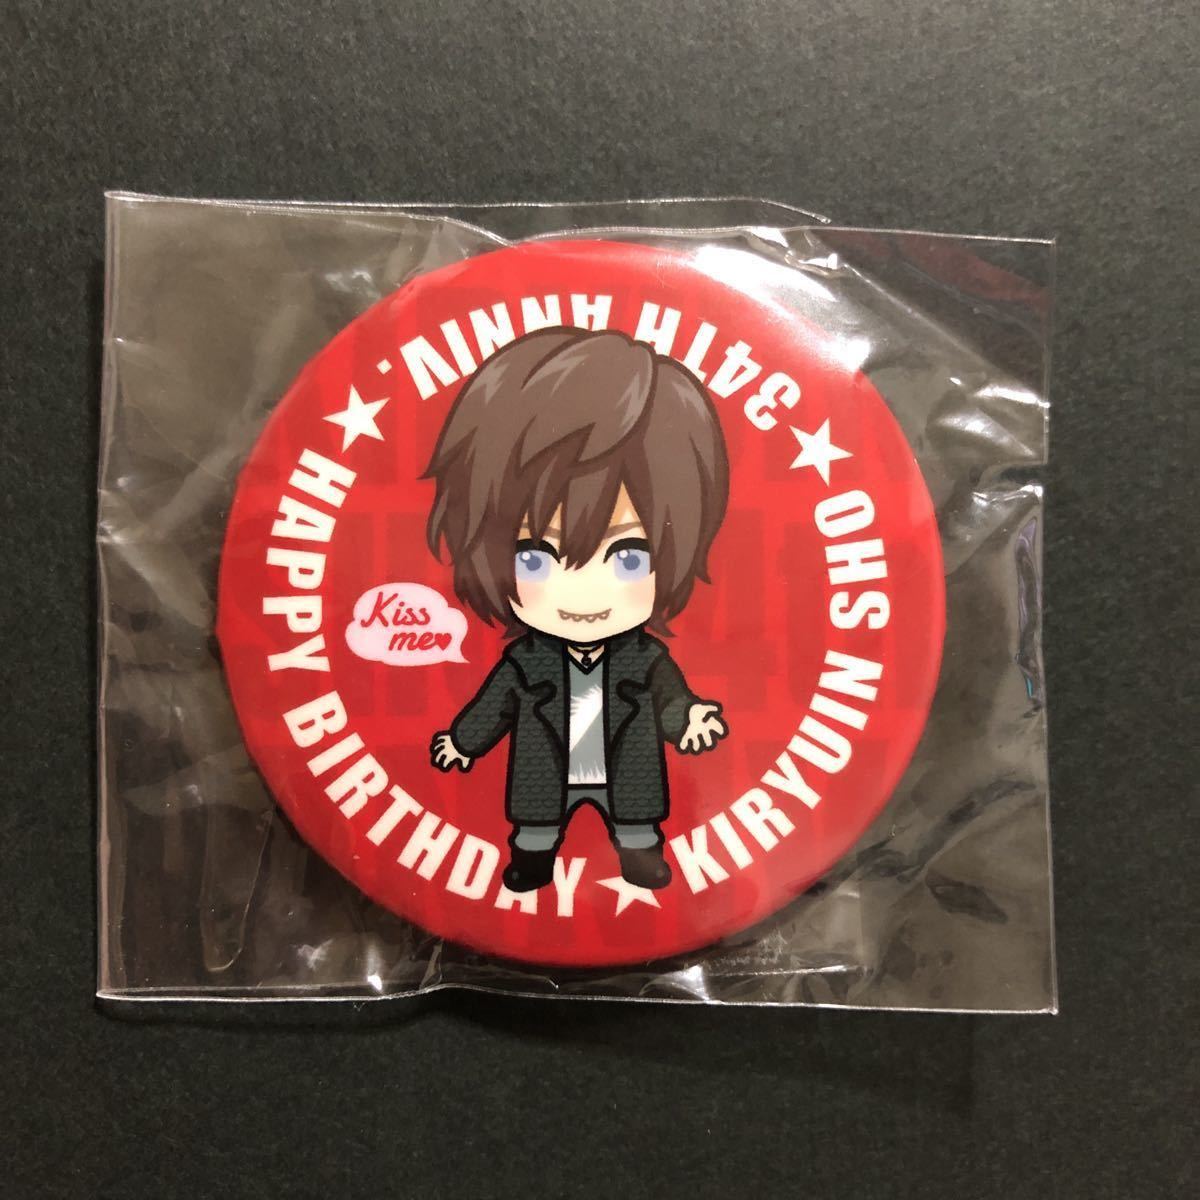 ★ HAPPY BIRTHDAY ★ KIRYUIN SHO ★ 34TH ANNIV.
Kiss
me♥